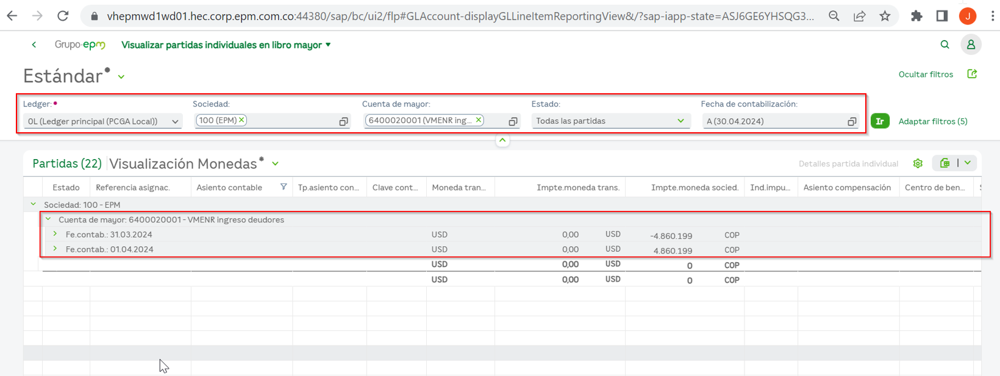 vhepmwd1wd01.hec.corp.epm.com.co:44380/sap/bc/ui2/flp#GLAccount-displayGLLineItemReportingView&/?sap-iapp-state=ASJ6GE6YHSQG3...
J
Grupo·epm Visualizar partidas individuales en libro mayor
Estándar
Ocultar filtros
Ledger: Sociedad: Cuenta de mayor: Estado: Fecha de contabilización:
0L (Ledger principal (PCGA Local)) 100 (EPM) 6400020001 (VMENR ing... Todas las partidas A (30.04.2024) Ir Adaptar filtros (5)
Partidas (22) Visualización Monedas* Detalles partida individual
Estado Referencia asignac. Asiento contable Tp.asiento con... Clave cont... Moneda tran... Impte.moneda trans. Impte.moneda socied. Ind.impu... Asiento compensación Centro de ben...
Sociedad: 100 - EPM
Cuenta de mayor: 6400020001 - VMENR ingreso deudores
Fe.contab.: 31.03.2024 USD 0,00 USD -4.860.199 COP
Fe.contab.: 01.04.2024 USD 0,00 USD 4.860.199 COP
USD 0,00 USD 0 COP
USD 0,00 USD 0 COP